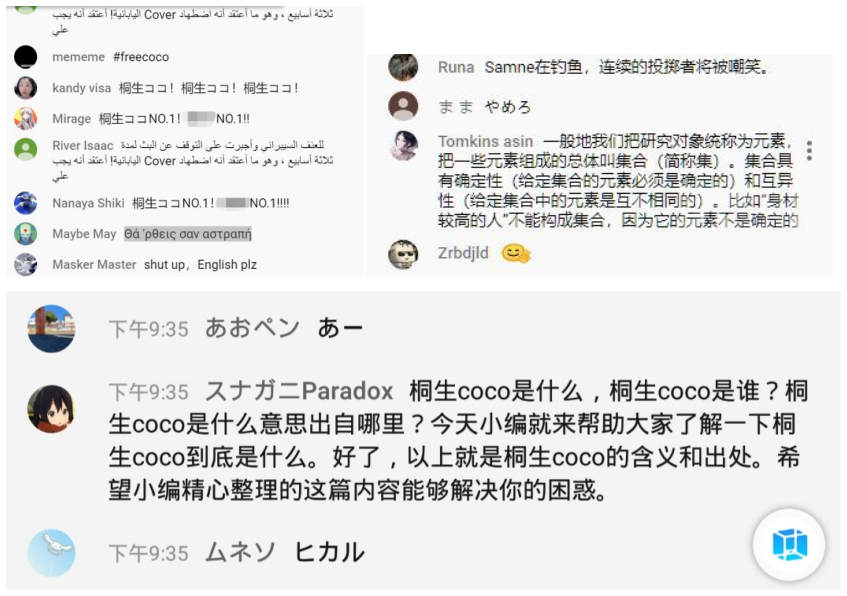 ثلاثة أسابيع ، وهو ما أعتقد أنه اضطهاد Cover اليابانية! أعتقد أنه يجب
علي
mememe #freecoco
kandy visa 桐生ココ！桐生ココ！桐生ココ！
Mirage 桐生ココNO.1！ NO.1!!
River Isaac للعنف السيبراني وأجبرت على التوقف عن البث لمدة
ثلاثة أسابيع ، وهو ما أعتقد أنه اضطهاد Cover اليابانية! أعتقد أنه يجب
علي
Nanaya Shiki 桐生ココNO.1！ NO.1!!!!
Maybe May Θά 'ρθεις σαν αστραπή
Masker Master shut up，English plz
Runa Samne在钓鱼，连续的投掷者将被嘲笑。
まま やめろ
Tomkins asin 一般地我们把研究对象统称为元素，
把一些元素组成的总体叫集合（简称集）。集合具
有确定性（给定集合的元素必须是确定的）和互异
性（给定集合中的元素是互不相同的）。比如“身材
较高的人”不能构成集合，因为它的元素不是确定的
Zrbdjld 🤗
下午9:35 あおペン あー
下午9:35 スナガニParadox 桐生coco是什么，桐生coco是谁？桐
生coco是什么意思出自哪里？今天小编就来帮助大家了解一下桐
生coco到底是什么。好了，以上就是桐生coco的含义和出处。希
望小编精心整理的这篇内容能够解决你的困惑。
下午9:35 ムネソ ヒカル